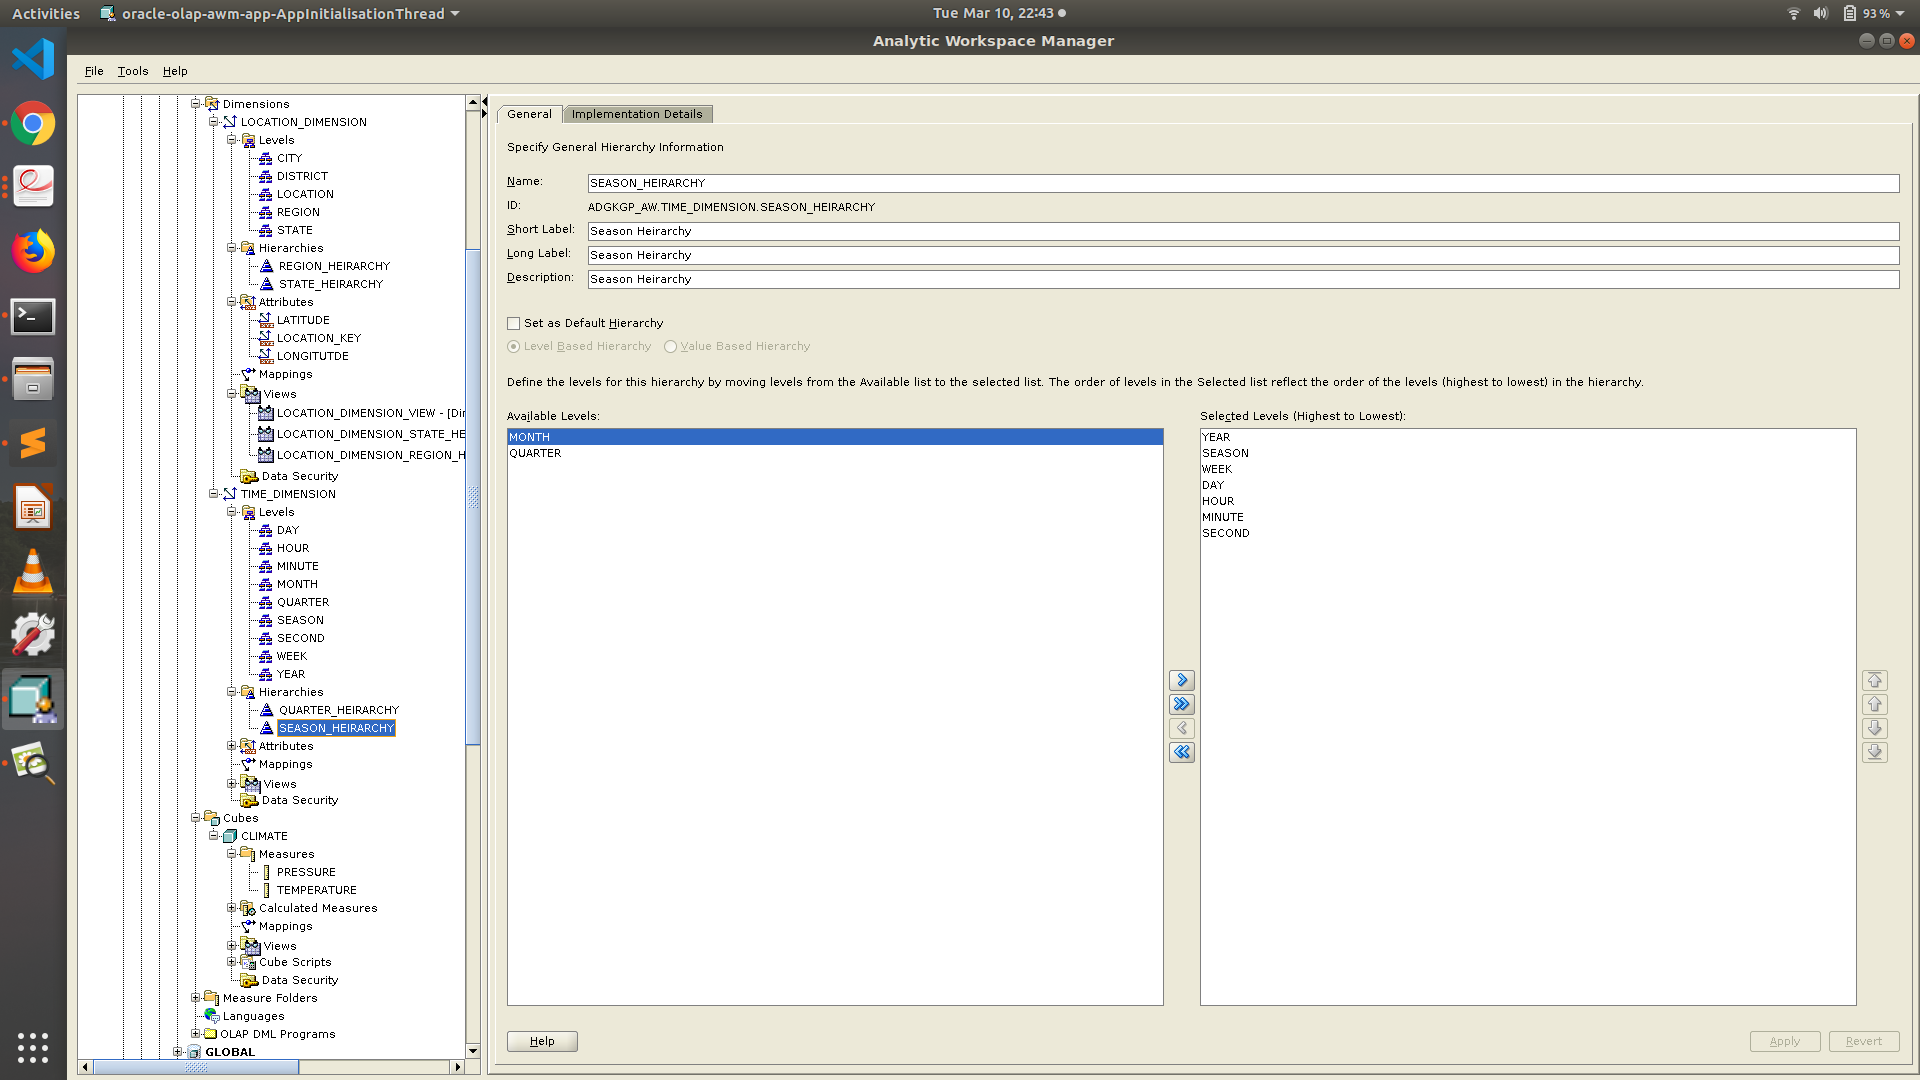 Activities
oracle-olap-awm-app-AppInitialisationThread
Tue Mar 10, 22:43
93%
Analytic Workspace Manager
File Tools Help
Dimensions
LOCATION_DIMENSION
Levels
CITY
DISTRICT
LOCATION
REGION
STATE
Hierarchies
REGION_HEIRARCHY
STATE_HEIRARCHY
Attributes
LATITUDE
LOCATION_KEY
LONGITUTDE
Mappings
Views
LOCATION_DIMENSION_VIEW - [Dir
LOCATION_DIMENSION_STATE_HE
LOCATION_DIMENSION_REGION_H
Data Security
TIME_DIMENSION
Levels
DAY
HOUR
MINUTE
MONTH
QUARTER
SEASON
SECOND
WEEK
YEAR
Hierarchies
QUARTER_HEIRARCHY
SEASON_HEIRARCHY
Attributes
Mappings
Views
Data Security
Cubes
CLIMATE
Measures
PRESSURE
TEMPERATURE
Calculated Measures
Mappings
Views
Cube Scripts
Data Security
Measure Folders
Languages
OLAP DML Programs
GLOBAL
General
Implementation Details
Specify General Hierarchy Information
Name: SEASON_HEIRARCHY
ID: ADGKGP_AW.TIME_DIMENSION.SEASON_HEIRARCHY
Short Label: Season Heirarchy
Long Label: Season Heirarchy
Description: Season Heirarchy
Set as Default Hierarchy
Level Based Hierarchy
Value Based Hierarchy
Define the levels for this hierarchy by moving levels from the Available list to the selected list. The order of levels in the Selected list reflect the order of the levels (highest to lowest) in the hierarchy.
Available Levels:
MONTH
QUARTER
Selected Levels (Highest to Lowest):
YEAR
SEASON
WEEK
DAY
HOUR
MINUTE
SECOND
Help
Apply
Revert